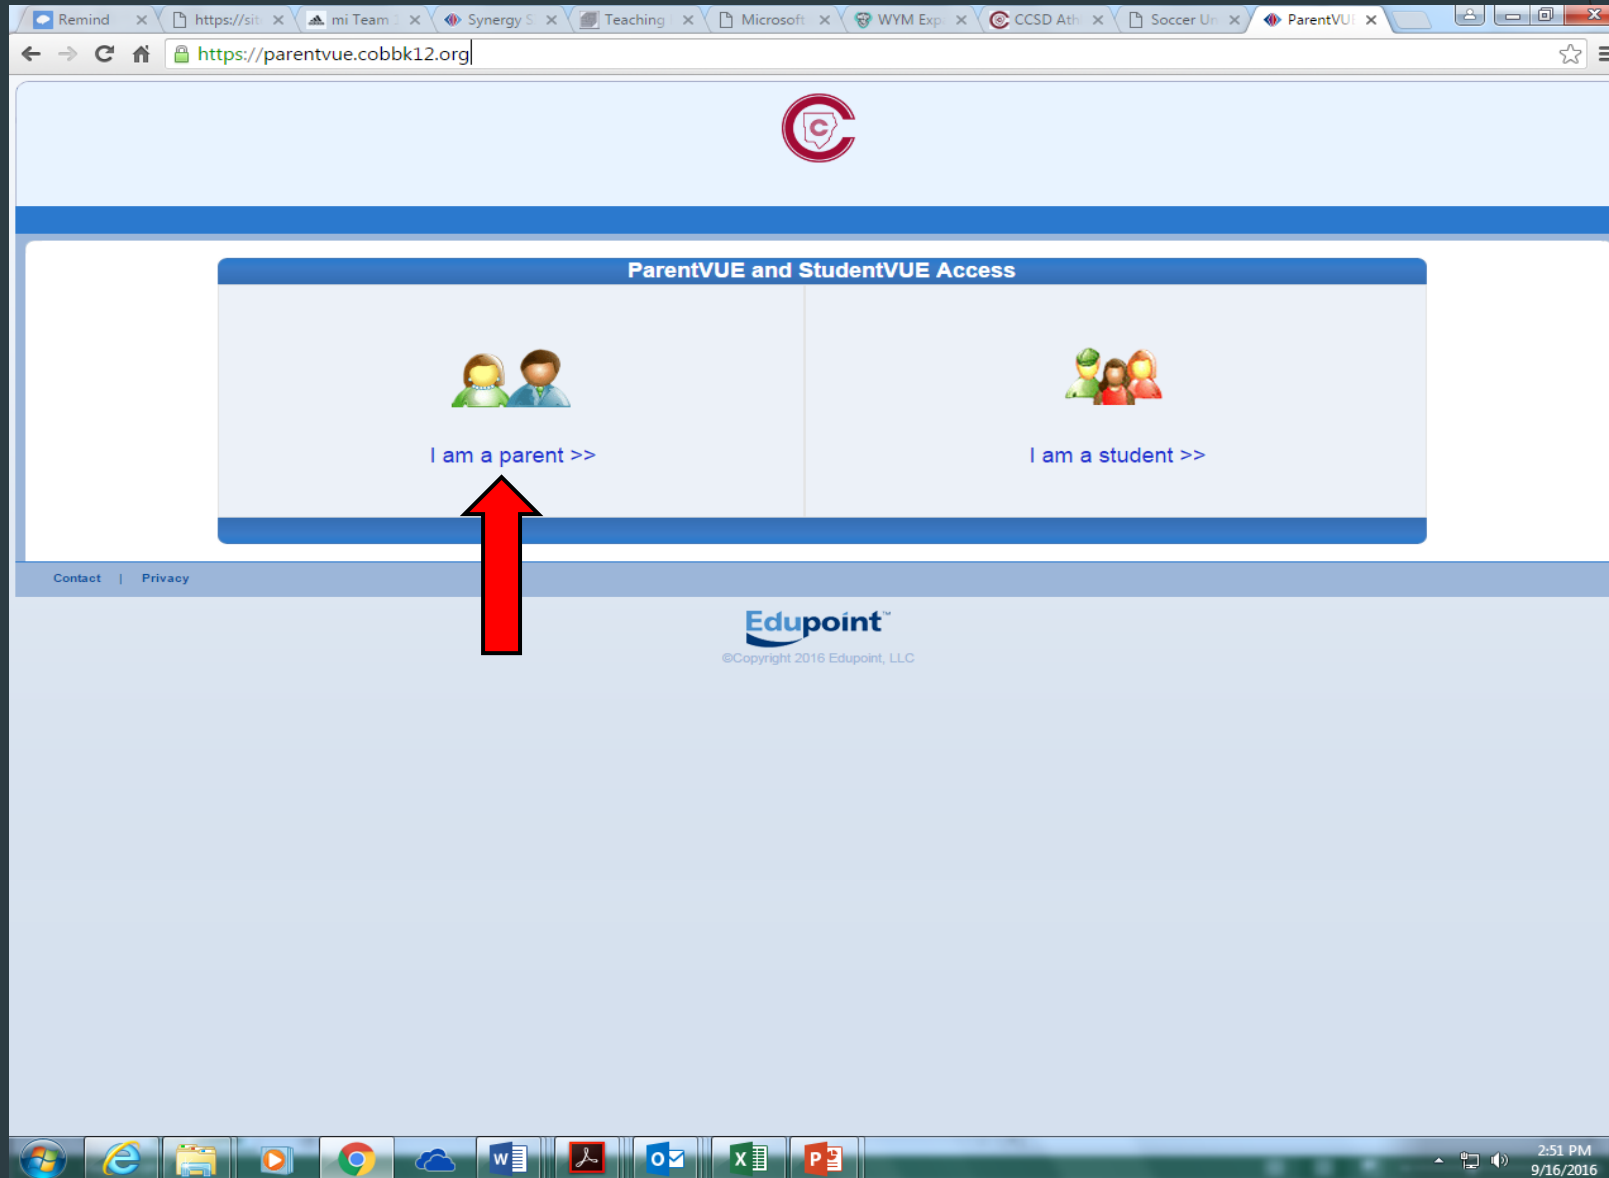 Remind
https://sit
mi Team
Synergy S
Teaching
Microsoft
WYM Exp
CCSD Ath
Soccer Un
ParentVUE
https://parentvue.cobbk12.org
C
ParentVUE and StudentVUE Access
I am a parent >>
I am a student >>
Contact | Privacy
Edupoint™
©Copyright 2016 Edupoint, LLC
2:51 PM
9/16/2016